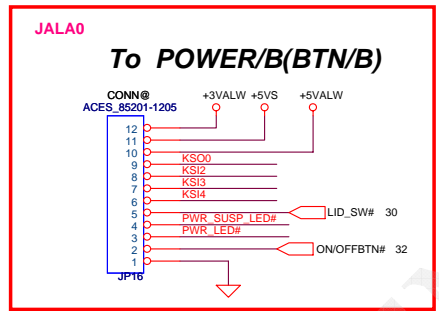 JALA0
To POWER/B(BTN/B)
CONN@
ACES_85201-1205
+3VALW +5VS +5VALW
12
11
10
9 KSO0
8 KSI2
7 KSI3
6 KSI4
5 LID_SW# 30
4 PWR_SUSP_LED#
3 PWR_LED#
2 ON/OFFBTN# 32
1
JP16